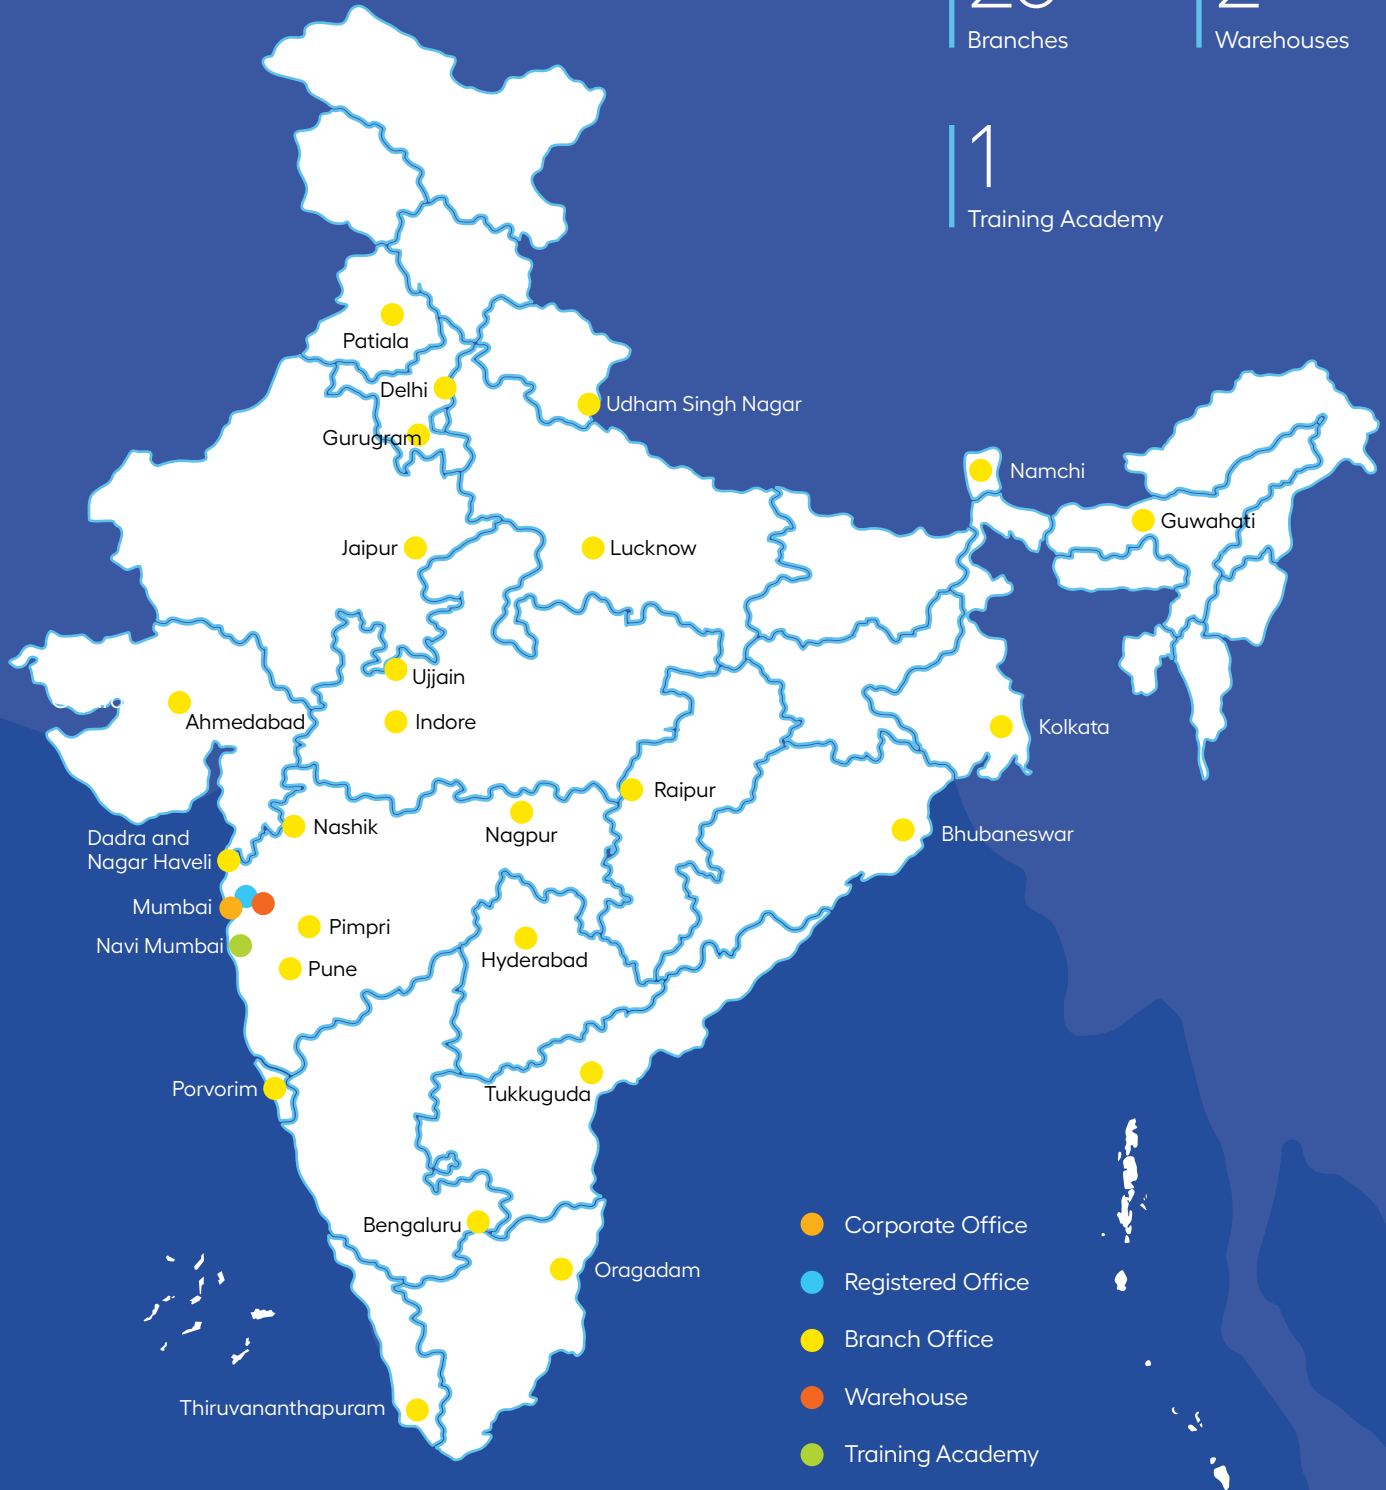 Branches
Warehouses
1
Training Academy
Patiala
Delhi
Udham Singh Nagar
Gurugram
Namchi
Guwahati
Jaipur
Lucknow
Ujjain
Ahmedabad
Indore
Kolkata
Raipur
Nashik
Nagpur
Bhubaneswar
Dadra and
Nagar Haveli
Mumbai
Pimpri
Navi Mumbai
Hyderabad
Pune
Porvorim
Tukkuguda
Bengaluru
Oragadam
Thiruvananthapuram
Corporate Office
Registered Office
Branch Office
Warehouse
Training Academy